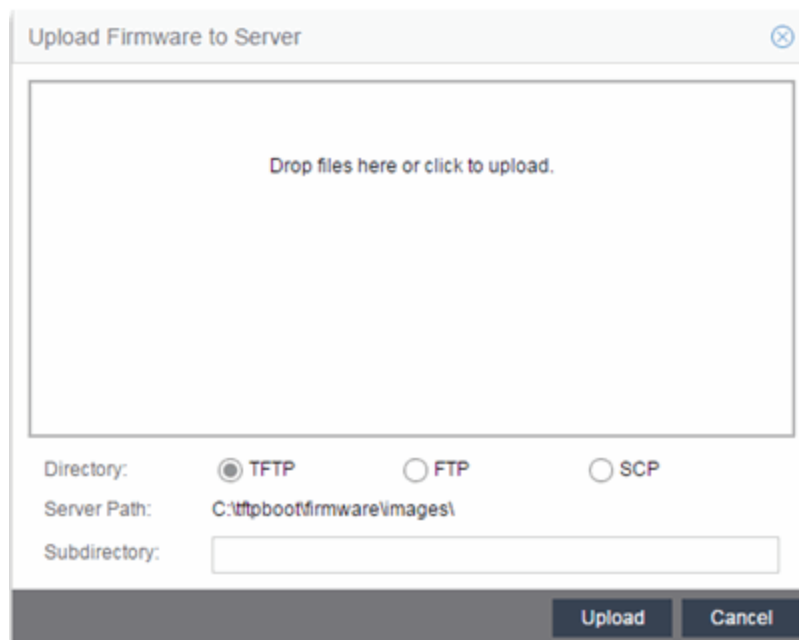 Upload Firmware to Server
Drop files here or click to upload.
Directory: TFTP FTP SCP
Server Path: C:\tftpboot\firmware\images\
Subdirectory:
Upload Cancel